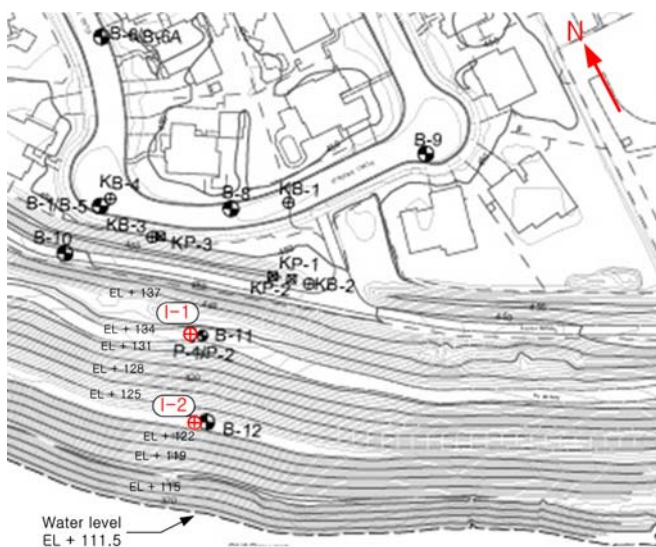 N
B-6/B-6A
B-9
KB-4
B-1/B-5
B-8
KB-1
KB-3
KP-3
B-10
KP-1
KP-2
KB-2
EL + 137
I-1
EL + 134
B-11
EL + 131
P-4/P-2
EL + 128
EL + 125
I-2
B-12
EL + 122
EL + 119
EL + 115
Water level
EL + 111.5